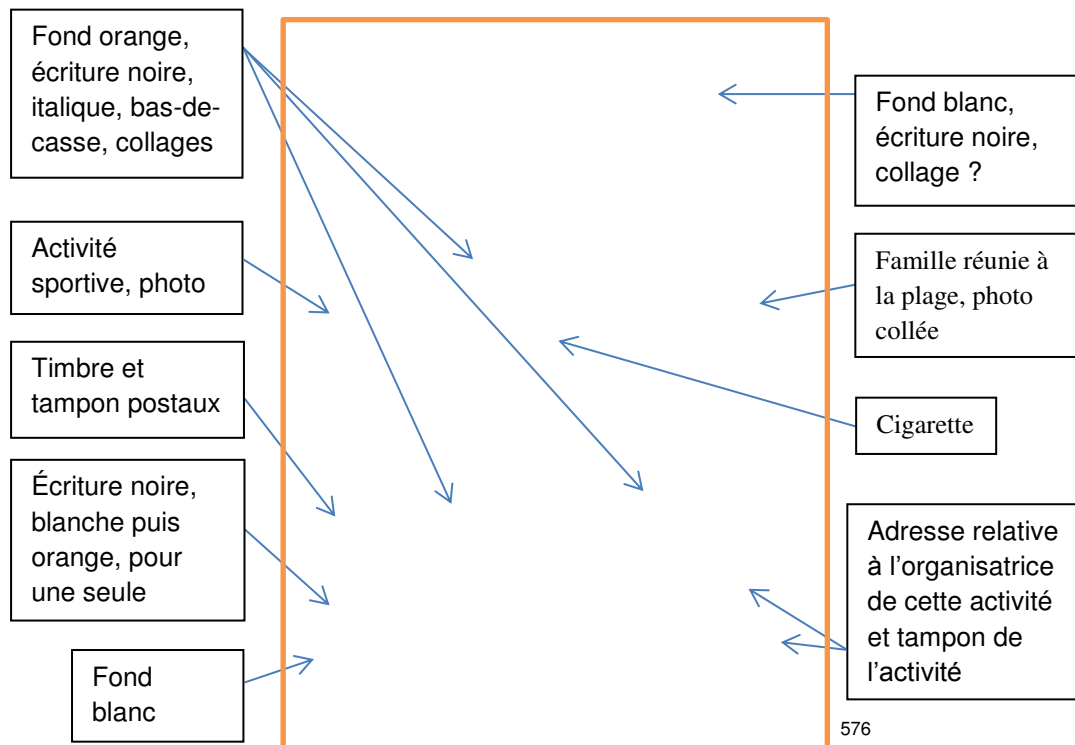 Fond orange,
écriture noire,
italique, bas-de-
casse, collages
Activité
sportive, photo
Timbre et
tampon postaux
Écriture noire,
blanche puis
orange, pour
une seule
Fond
blanc
Fond blanc,
écriture noire,
collage ?
Famille réunie à
la plage, photo
collée
Cigarette
Adresse relative
à l’organisatrice
de cette activité
et tampon de
l’activité
576